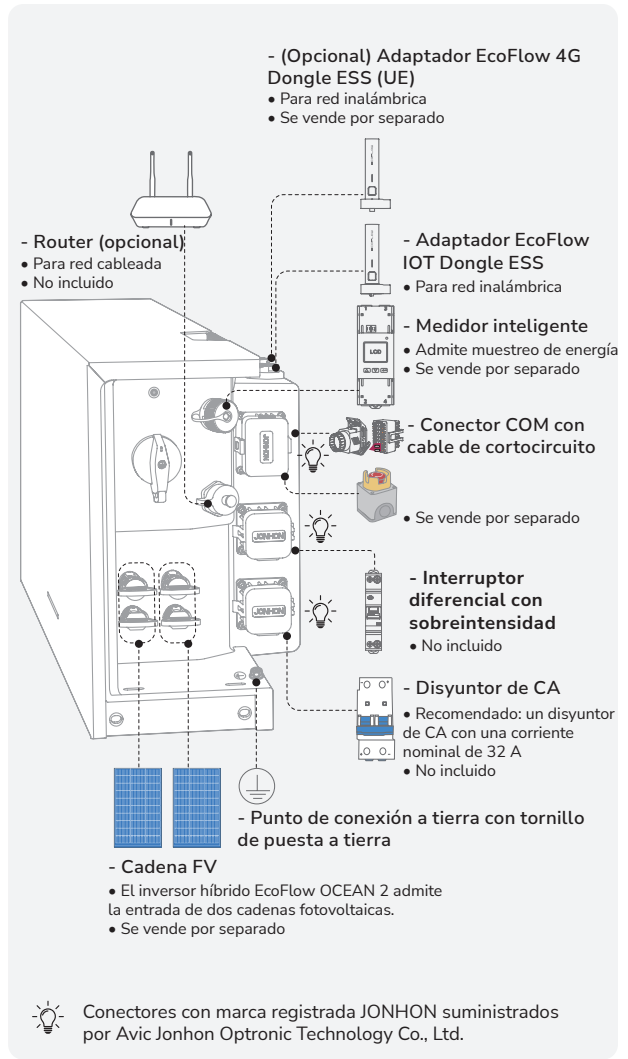 - (Opcional) Adaptador EcoFlow 4G
Dongle ESS (UE)
• Para red inalámbrica
• Se vende por separado
- Router (opcional)
• Para red cableada
• No incluido
- Adaptador EcoFlow
IOT Dongle ESS
• Para red inalámbrica
- Medidor inteligente
• Admite muestreo de energía
• Se vende por separado
LCD
- Conector COM con
cable de cortocircuito
JONHON
• Se vende por separado
JONHON
- Interruptor
diferencial con
sobreintensidad
• No incluido
JONHON
- Disyuntor de CA
• Recomendado: un disyuntor
de CA con una corriente
nominal de 32 A
• No incluido
- Punto de conexión a tierra con tornillo
de puesta a tierra
- Cadena FV
• El inversor híbrido EcoFlow OCEAN 2 admite
la entrada de dos cadenas fotovoltaicas.
• Se vende por separado
Conectores con marca registrada JONHON suministrados
por Avic Jonhon Optronic Technology Co., Ltd.